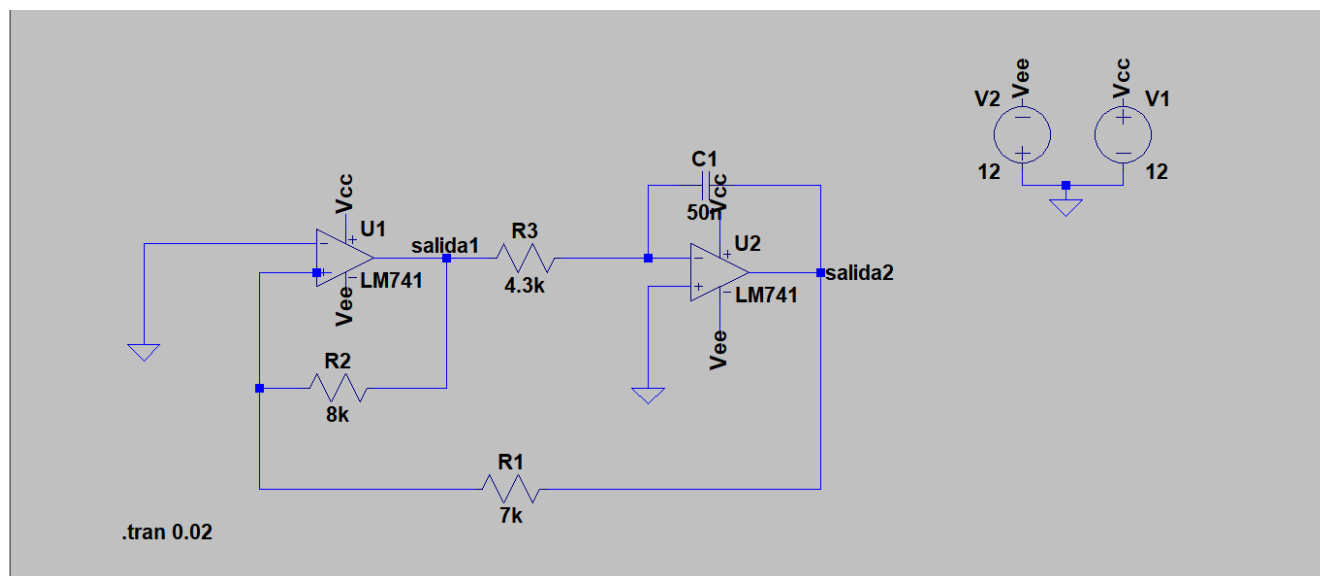 Vee
Vcc
V2
V1
12
12
C1
50n
Vcc
Vcc
U1
salida1
R3
U2
LM741
4.3k
LM741
salida2
Vee
Vee
R2
8k
R1
7k
.tran 0.02